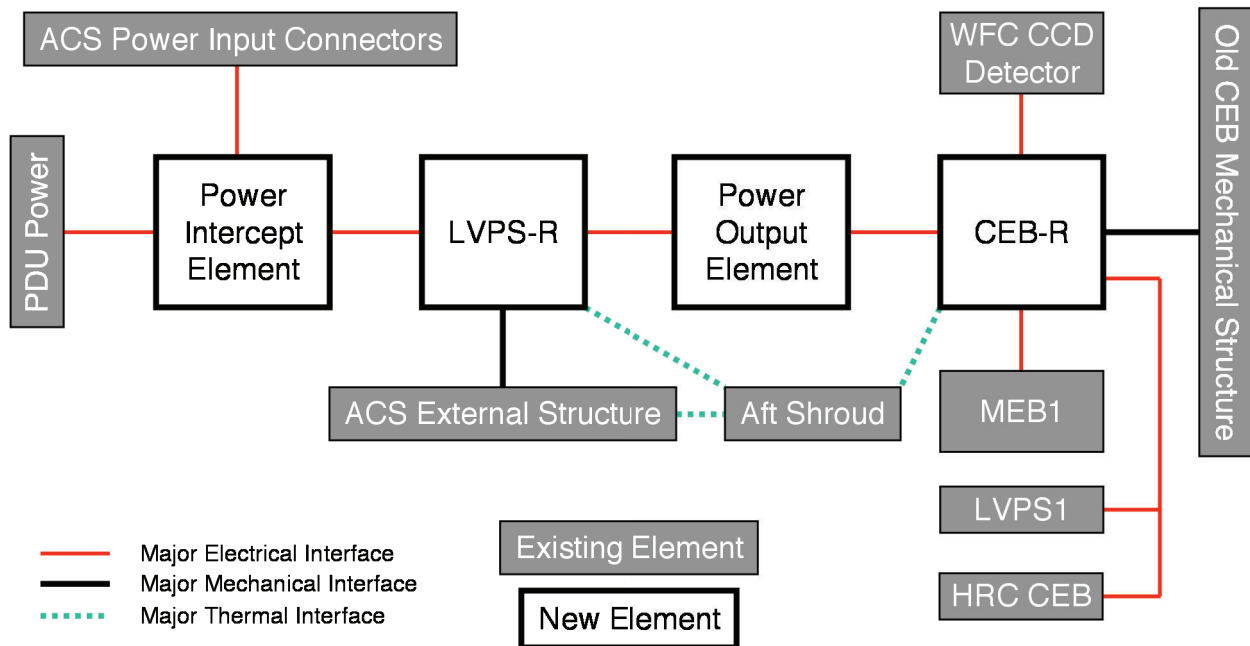 ACS Power Input Connectors
WFC CCD
Detector
Old CEB Mechanical Structure
PDU Power
Power
Intercept
Element
LVPS-R
Power
Output
Element
CEB-R
ACS External Structure
Aft Shroud
MEB1
LVPS1
HRC CEB
Major Electrical Interface
Major Mechanical Interface
Major Thermal Interface
Existing Element
New Element